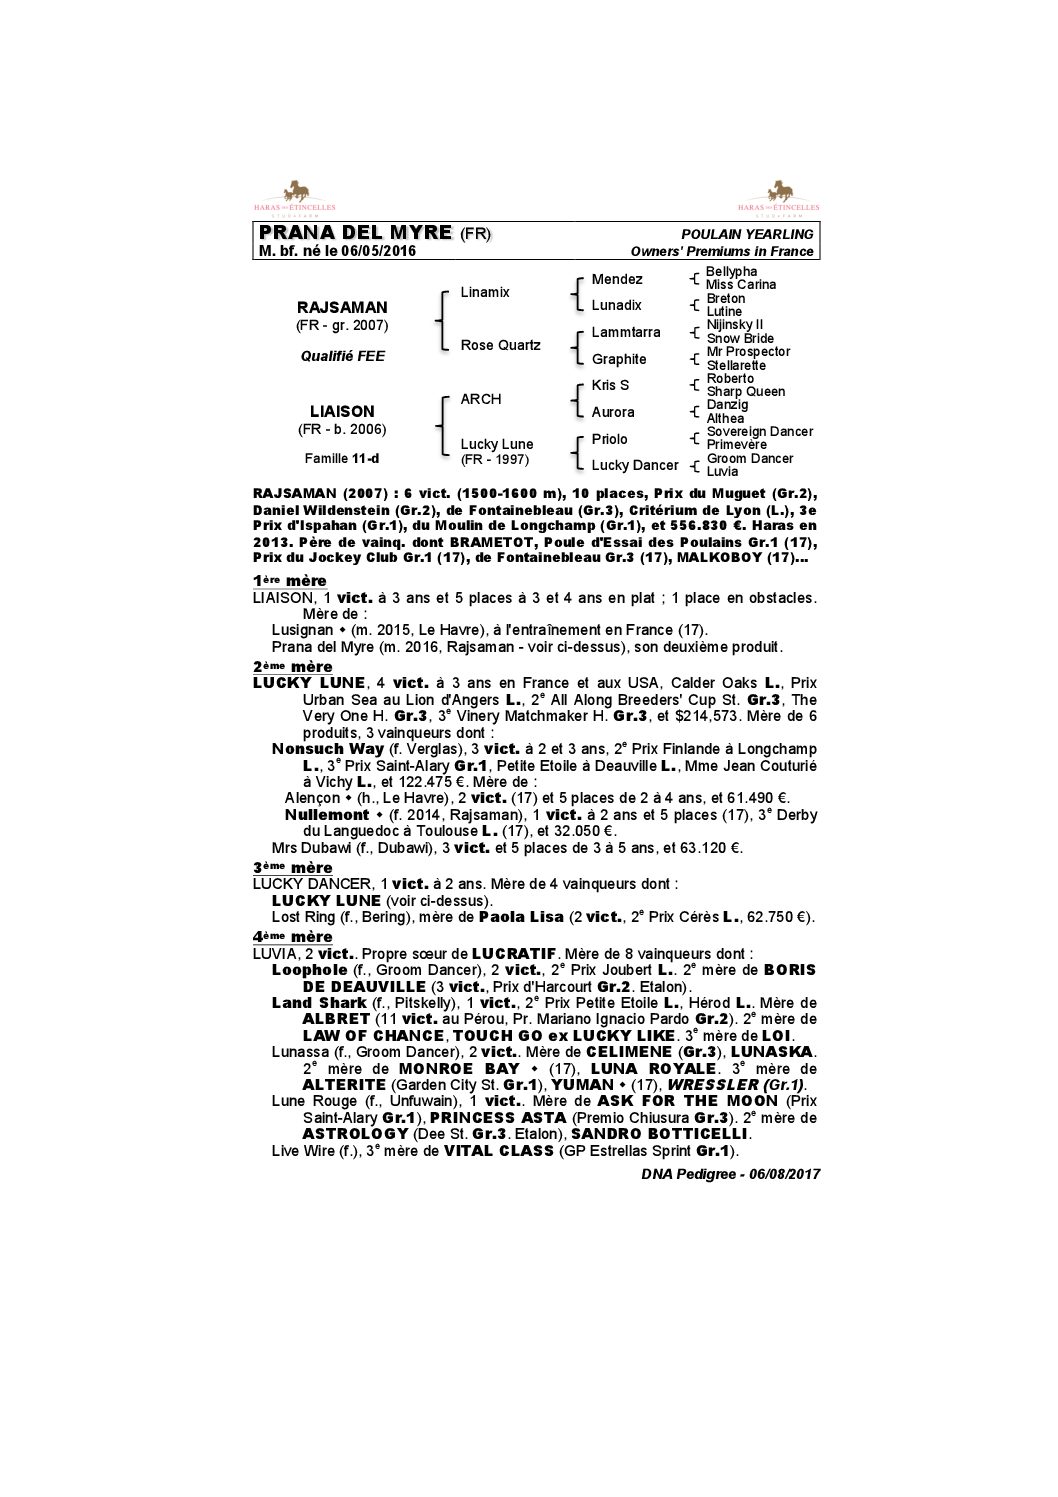 HARAS DES ÉTINCELLES
STUD FARM
HARAS DES ÉTINCELLES
STUD FARM
PRANA DEL MYRE (FR) POULAIN YEARLING
M. bf. né le 06/05/2016 Owners' Premiums in France
RAJSAMAN
(FR - gr. 2007)
Qualifié FEE
LIAISON
(FR - b. 2006)
Famille 11-d
Linamix
Rose Quartz
ARCH
Lucky Lune
(FR - 1997)
Mendez
Lunadix
Lammtarra
Graphite
Kris S
Aurora
Priolo
Lucky Dancer
Bellypha
Miss Carina
Breton
Lutine
Nijinsky II
Snow Bride
Mr Prospector
Stellarette
Roberto
Sharp Queen
Danzig
Althea
Sovereign Dancer
Primevère
Groom Dancer
Luvia
RAJSAMAN (2007) : 6 vict. (1500-1600 m), 10 places, Prix du Muguet (Gr.2),
Daniel Wildenstein (Gr.2), de Fontainebleau (Gr.3), Critérium de Lyon (L.), 3e
Prix d'Ispahan (Gr.1), du Moulin de Longchamp (Gr.1), et 556.830 €. Haras en
2013. Père de vainq. dont BRAMETOT, Poule d'Essai des Poulains Gr.1 (17),
Prix du Jockey Club Gr.1 (17), de Fontainebleau Gr.3 (17), MALKOBOY (17)...
1ère mère
LIAISON, 1 vict. à 3 ans et 5 places à 3 et 4 ans en plat ; 1 place en obstacles.
Mère de :
Lusignan ♦ (m. 2015, Le Havre), à l'entraînement en France (17).
Prana del Myre (m. 2016, Rajsaman - voir ci-dessus), son deuxième produit.
2ème mère
LUCKY LUNE, 4 vict. à 3 ans en France et aux USA, Calder Oaks L., Prix
Urban Sea au Lion d'Angers L., 2e All Along Breeders' Cup St. Gr.3, The
Very One H. Gr.3, 3e Vinery Matchmaker H. Gr.3, et $214,573. Mère de 6
produits, 3 vainqueurs dont :
Nonsuch Way (f. Verglas), 3 vict. à 2 et 3 ans, 2e Prix Finlande à Longchamp
L., 3e Prix Saint-Alary Gr.1, Petite Etoile à Deauville L., Mme Jean Couturié
à Vichy L., et 122.475 €. Mère de :
Alençon ♦ (h., Le Havre), 2 vict. (17) et 5 places de 2 à 4 ans, et 61.490 €.
Nullemont ♦ (f. 2014, Rajsaman), 1 vict. à 2 ans et 5 places (17), 3e Derby
du Languedoc à Toulouse L. (17), et 32.050 €.
Mrs Dubawi (f., Dubawi), 3 vict. et 5 places de 3 à 5 ans, et 63.120 €.
3ème mère
LUCKY DANCER, 1 vict. à 2 ans. Mère de 4 vainqueurs dont :
LUCKY LUNE (voir ci-dessus).
Lost Ring (f., Bering), mère de Paola Lisa (2 vict., 2e Prix Cérès L., 62.750 €).
4ème mère
LUVIA, 2 vict.. Propre sœur de LUCRATIF. Mère de 8 vainqueurs dont :
Loophole (f., Groom Dancer), 2 vict., 2e Prix Joubert L.. 2e mère de BORIS
DE DEAUVILLE (3 vict., Prix d'Harcourt Gr.2. Etalon).
Land Shark (f., Pitskelly), 1 vict., 2e Prix Petite Etoile L., Hérod L.. Mère de
ALBRET (11 vict. au Pérou, Pr. Mariano Ignacio Pardo Gr.2). 2e mère de
LAW OF CHANCE, TOUCH GO ex LUCKY LIKE. 3e mère de LOI.
Lunassa (f., Groom Dancer), 2 vict.. Mère de CELIMENE (Gr.3), LUNASKA.
2e mère de MONROE BAY ♦ (17), LUNA ROYALE. 3e mère de
ALTERITE (Garden City St. Gr.1), YUMAN ♦ (17), WRESSLER (Gr.1).
Lune Rouge (f., Unfuwain), 1 vict.. Mère de ASK FOR THE MOON (Prix
Saint-Alary Gr.1), PRINCESS ASTA (Premio Chiusura Gr.3). 2e mère de
ASTROLOGY (Dee St. Gr.3. Etalon), SANDRO BOTTICELLI.
Live Wire (f.), 3e mère de VITAL CLASS (GP Estrellas Sprint Gr.1).
DNA Pedigree - 06/08/2017